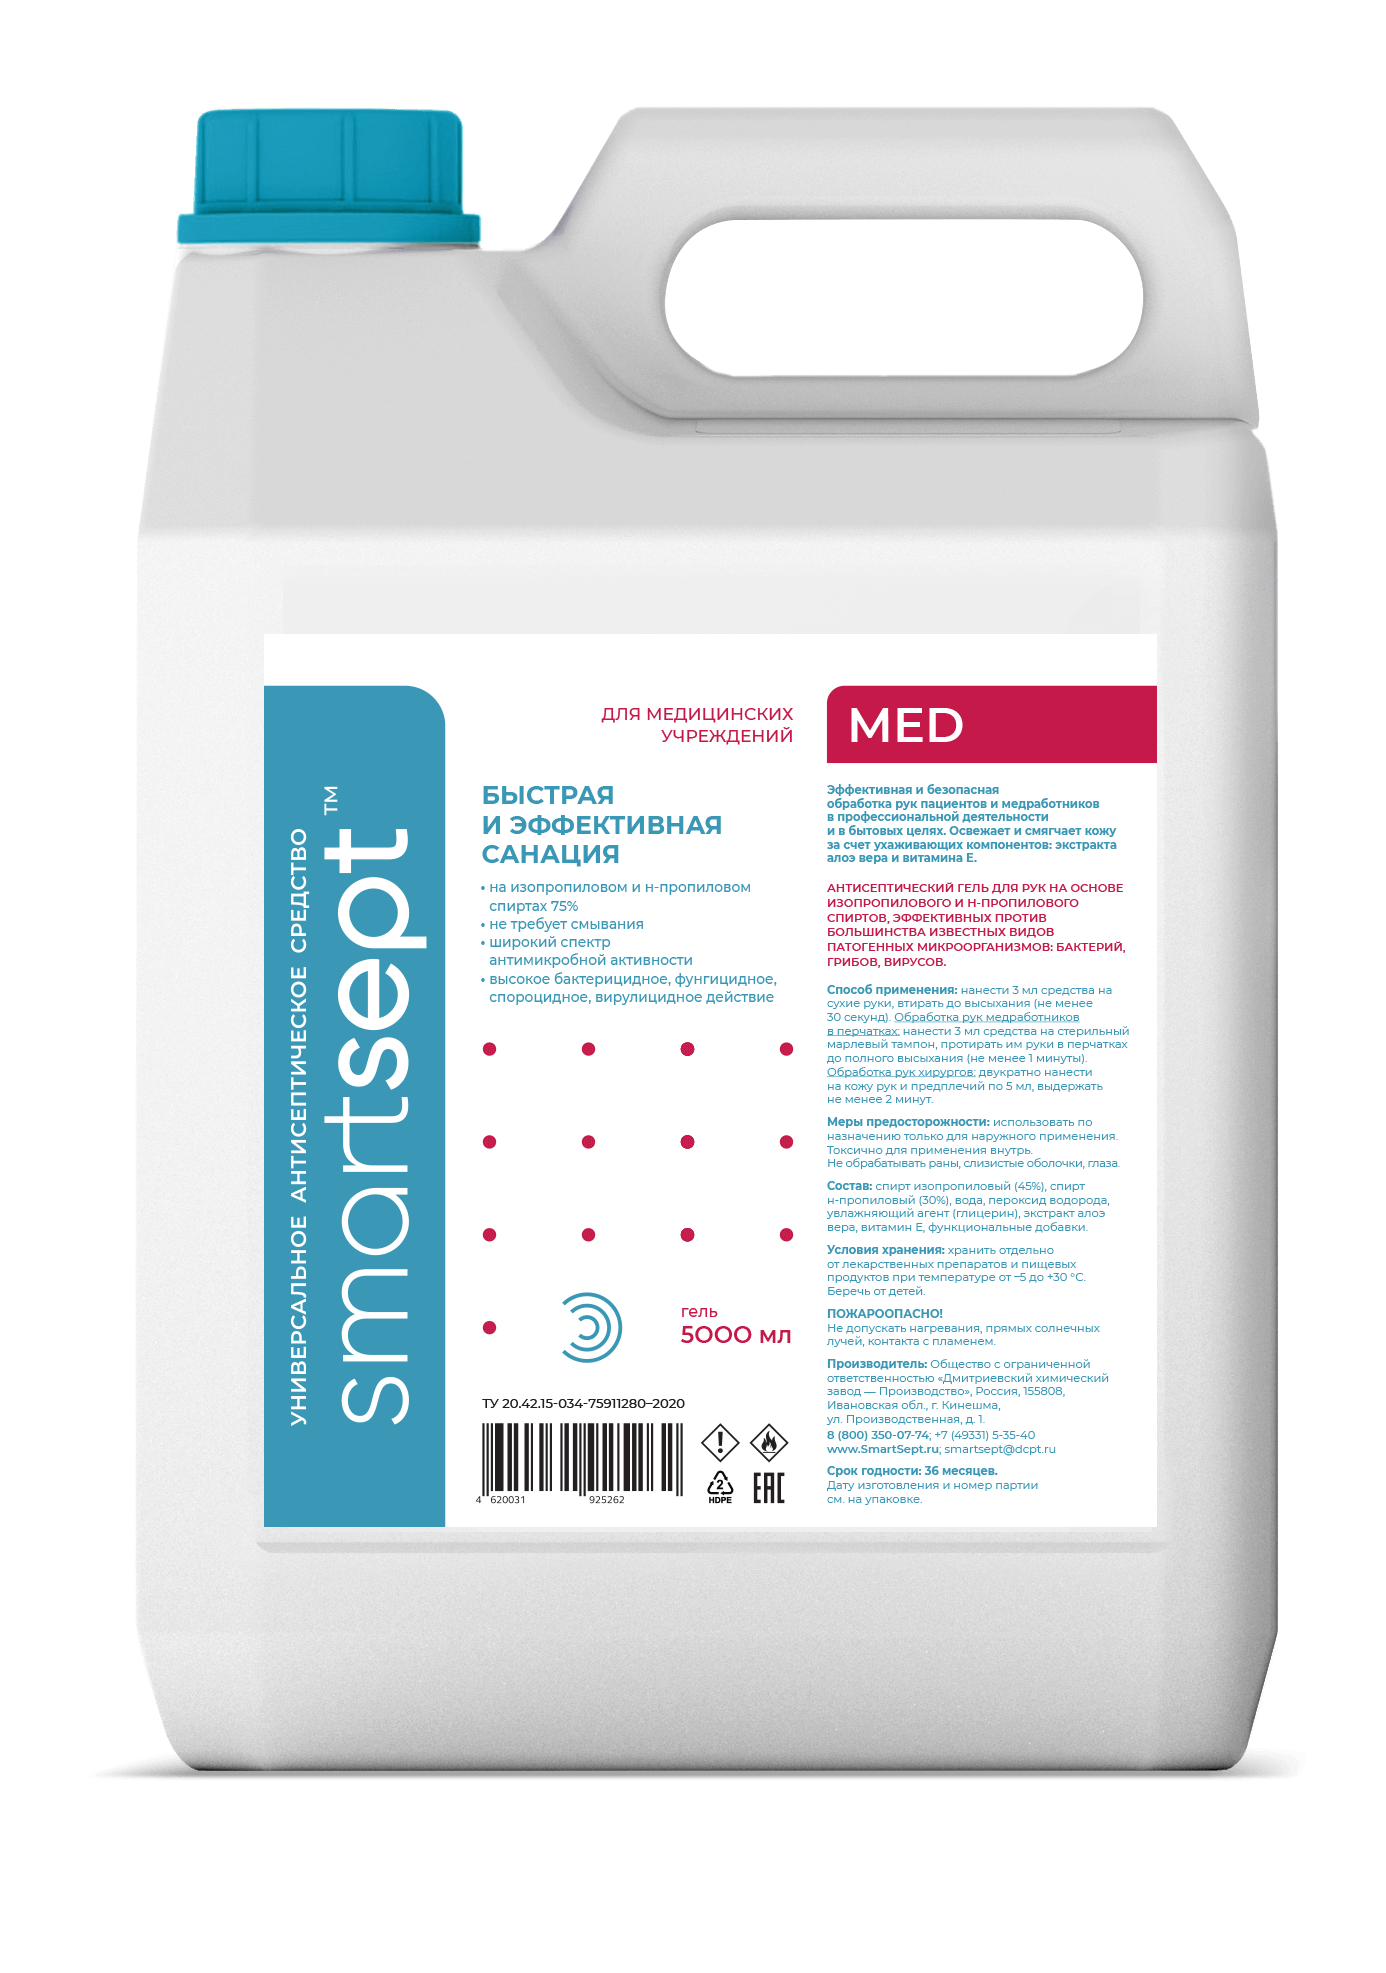 УНИВЕРСАЛЬНОЕ АНТИСЕПТИЧЕСКОЕ СРЕДСТВО
smartsept™
ДЛЯ МЕДИЦИНСКИХ
УЧРЕЖДЕНИЙ
БЫСТРАЯ
И ЭФФЕКТИВНАЯ
САНАЦИЯ
• на изопропиловом и н-пропиловом
спиртах 75%
• не требует смывания
• широкий спектр
антимикробной активности
• высокое бактерицидное, фунгицидное,
спороцидное, вирулицидное действие
гель
5000 мл
ТУ 20.42.15-034-75911280–2020
4 620031 925262
2
HDPE
EAC
MED
Эффективная и безопасная
обработка рук пациентов и медработников
в профессиональной деятельности
и в бытовых целях. Освежает и смягчает кожу
за счет ухаживающих компонентов: экстракта
алоэ вера и витамина Е.
АНТИСЕПТИЧЕСКИЙ ГЕЛЬ ДЛЯ РУК НА ОСНОВЕ
ИЗОПРОПИЛОВОГО И Н-ПРОПИЛОВОГО
СПИРТОВ, ЭФФЕКТИВНЫХ ПРОТИВ
БОЛЬШИНСТВА ИЗВЕСТНЫХ ВИДОВ
ПАТОГЕННЫХ МИКРООРГАНИЗМОВ: БАКТЕРИЙ,
ГРИБОВ, ВИРУСОВ.
Способ применения: нанести 3 мл средства на
сухие руки, втирать до высыхания (не менее
30 секунд). Обработка рук медработников
в перчатках: нанести 3 мл средства на стерильный
марлевый тампон, протирать им руки в перчатках
до полного высыхания (не менее 1 минуты).
Обработка рук хирургов: двукратно нанести
на кожу рук и предплечий по 5 мл, выдержать
не менее 2 минут.
Меры предосторожности: использовать по
назначению только для наружного применения.
Токсично для применения внутрь.
Не обрабатывать раны, слизистые оболочки, глаза.
Состав: спирт изопропиловый (45%), спирт
н-пропиловый (30%), вода, пероксид водорода,
увлажняющий агент (глицерин), экстракт алоэ
вера, витамин Е, функциональные добавки.
Условия хранения: хранить отдельно
от лекарственных препаратов и пищевых
продуктов при температуре от –5 до +30 °С.
Беречь от детей.
ПОЖАРООПАСНО!
Не допускать нагревания, прямых солнечных
лучей, контакта с пламенем.
Производитель: Общество с ограниченной
ответственностью «Дмитриевский химический
завод — Производство», Россия, 155808,
Ивановская обл., г. Кинешма,
ул. Производственная, д. 1.
8 (800) 350-07-74; +7 (49331) 5-35-40
www.SmartSept.ru; smartsept@dcpt.ru
Срок годности: 36 месяцев.
Дату изготовления и номер партии
см. на упаковке.